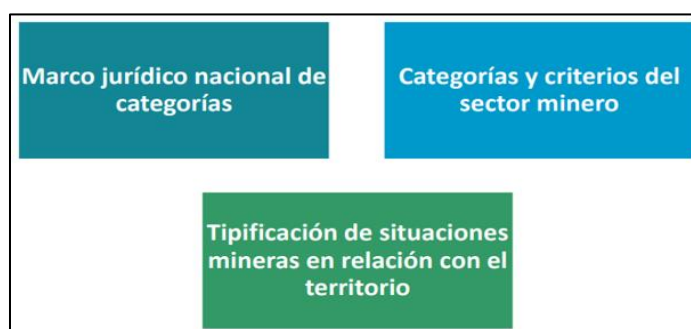 Marco jurídico nacional de
categorías
Categorías y criterios del
sector minero
Tipificación de situaciones
mineras en relación con el
territorio